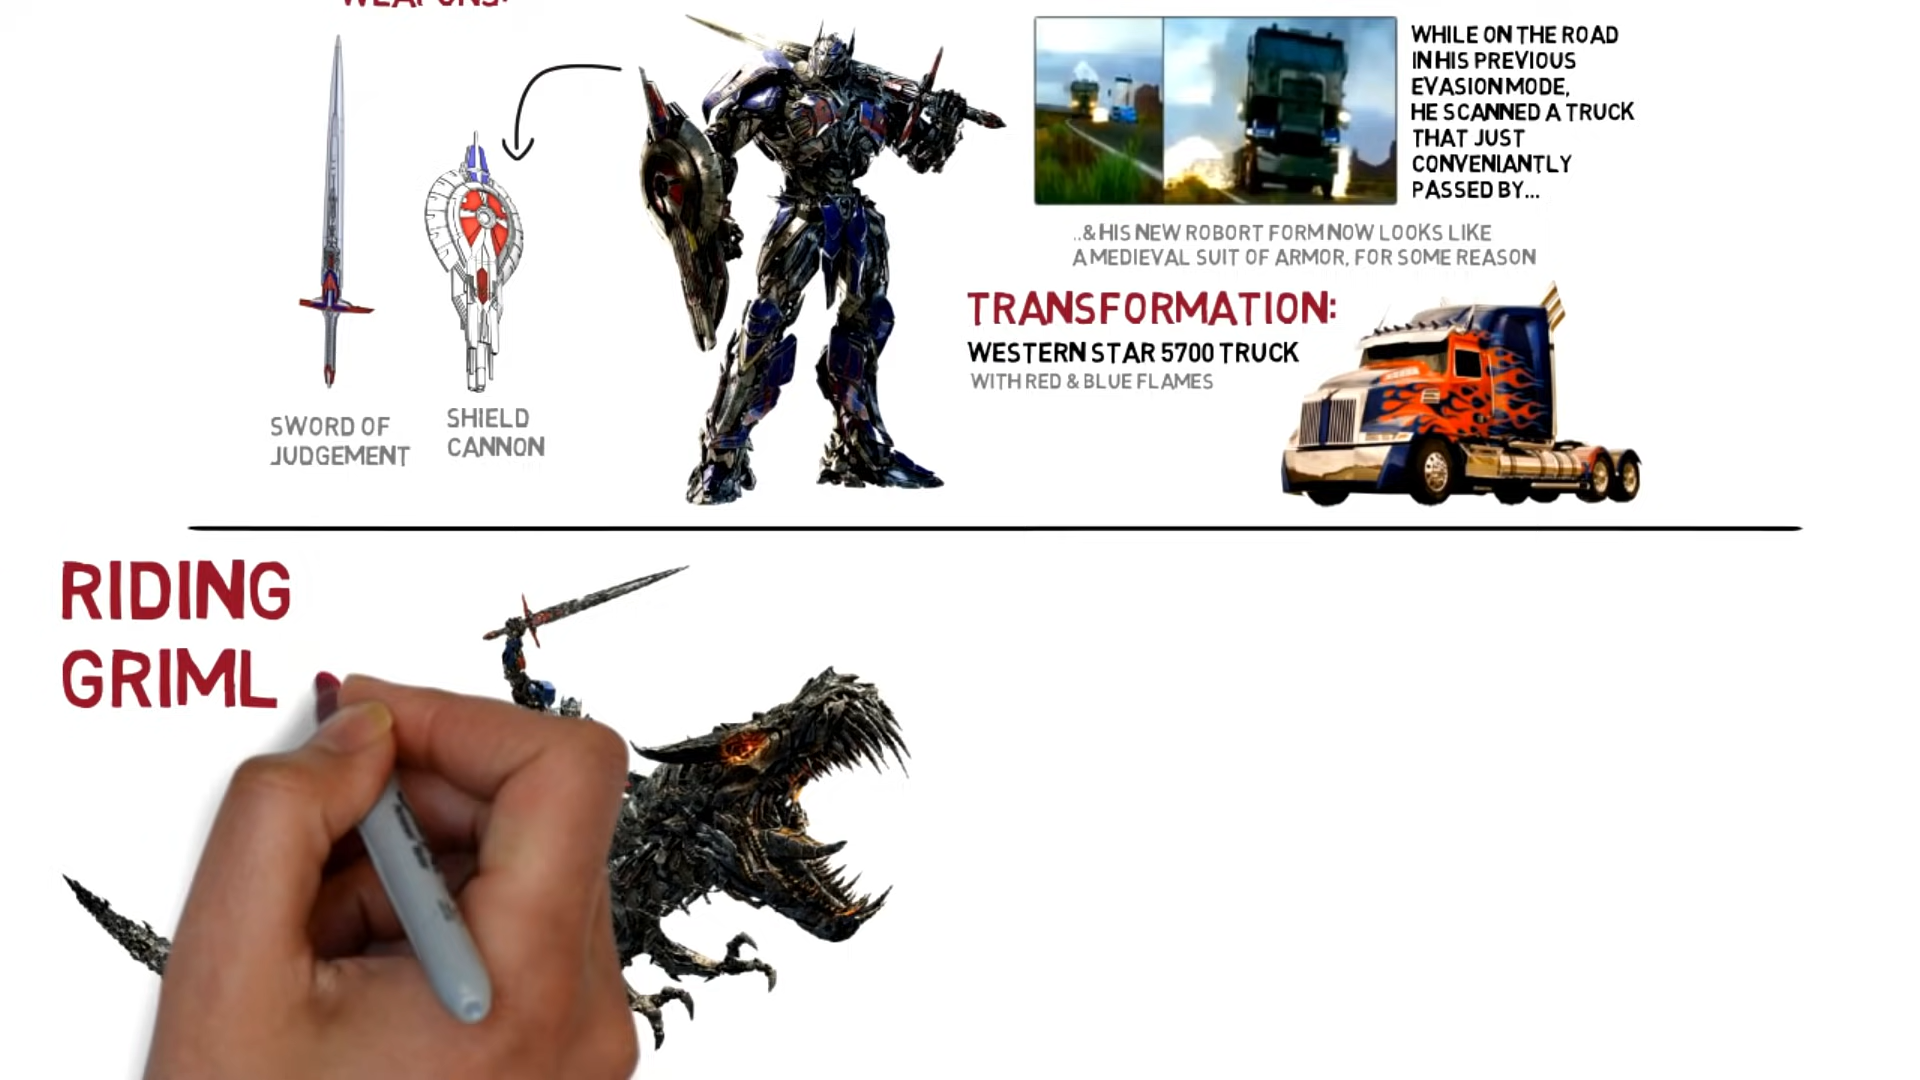 WEAPONS:
WHILE ON THE ROAD
IN HIS PREVIOUS
EVASION MODE,
HE SCANNED A TRUCK
THAT JUST
CONVENIANTLY
PASSED BY...
..& HIS NEW ROBORT FORM NOW LOOKS LIKE
A MEDIEVAL SUIT OF ARMOR, FOR SOME REASON
TRANSFORMATION:
WESTERN STAR 5700 TRUCK
WITH RED & BLUE FLAMES
SWORD OF
JUDGEMENT
SHIELD
CANNON
RIDING
GRIML